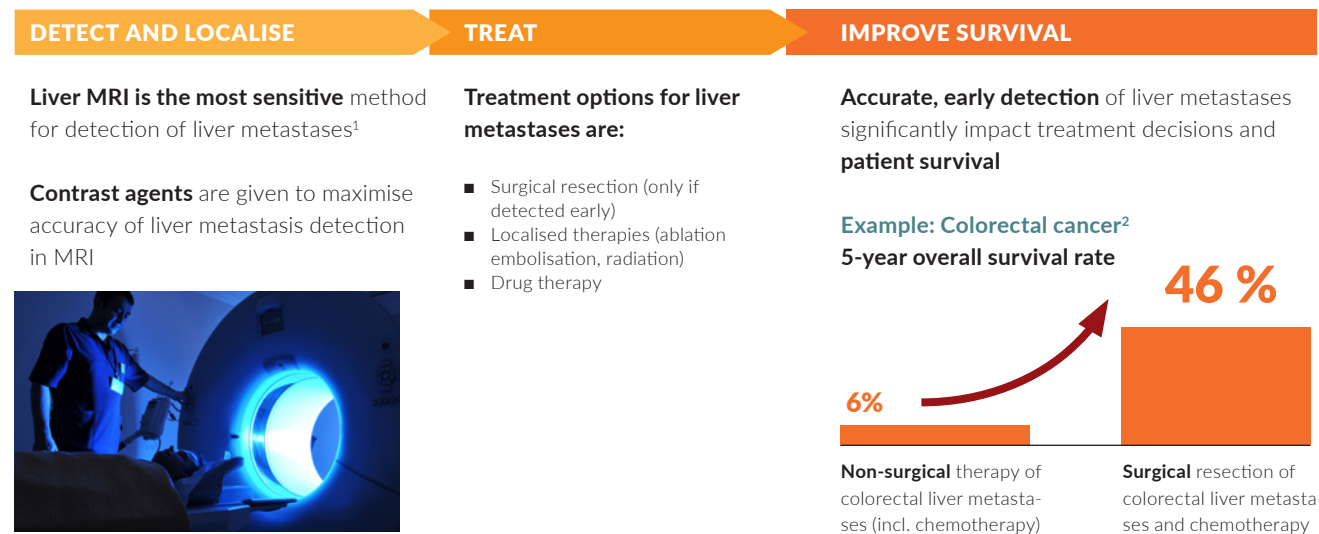 DETECT AND LOCALISE
Liver MRI is the most sensitive method
for detection of liver metastases¹
Contrast agents are given to maximise
accuracy of liver metastasis detection
in MRI
TREAT
Treatment options for liver
metastases are:
■ Surgical resection (only if
detected early)
■ Localised therapies (ablation
embolisation, radiation)
■ Drug therapy
IMPROVE SURVIVAL
Accurate, early detection of liver metastases
significantly impact treatment decisions and
patient survival
Example: Colorectal cancer²
5-year overall survival rate
46 %
6%
Non-surgical therapy of
colorectal liver metasta-
ses (incl. chemotherapy)
Surgical resection of
colorectal liver metasta-
ses and chemotherapy